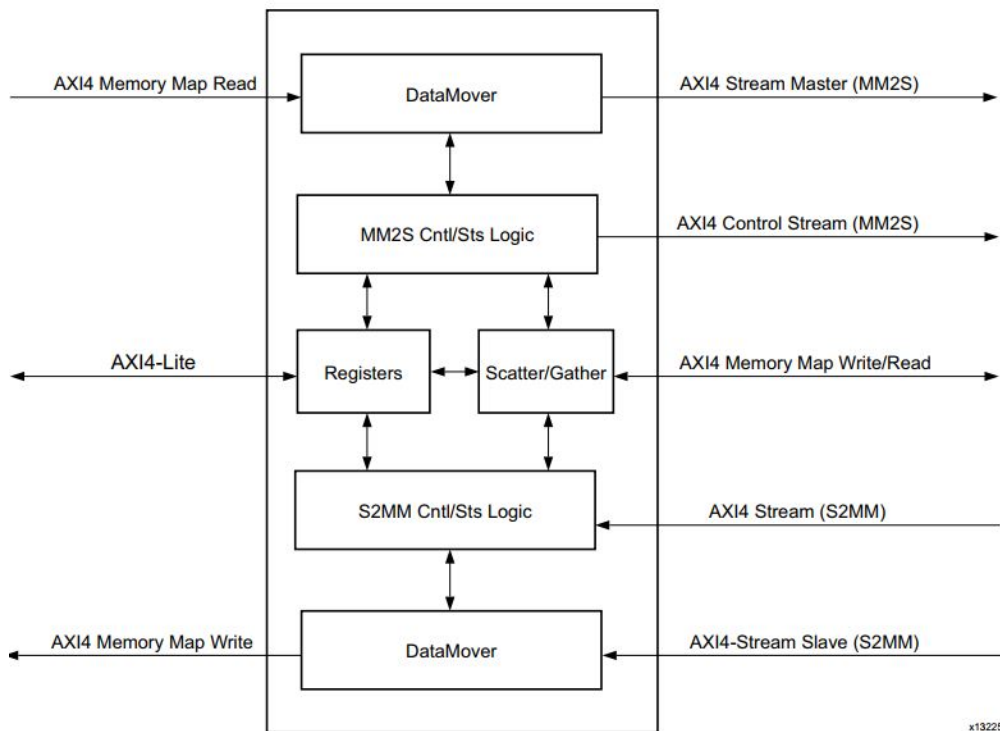 AXI4 Memory Map Read
DataMover
AXI4 Stream Master (MM2S)
MM2S Cntl/Sts Logic
AXI4 Control Stream (MM2S)
AXI4-Lite
Registers
Scatter/Gather
AXI4 Memory Map Write/Read
S2MM Cntl/Sts Logic
AXI4 Stream (S2MM)
AXI4 Memory Map Write
DataMover
AXI4-Stream Slave (S2MM)
x13225